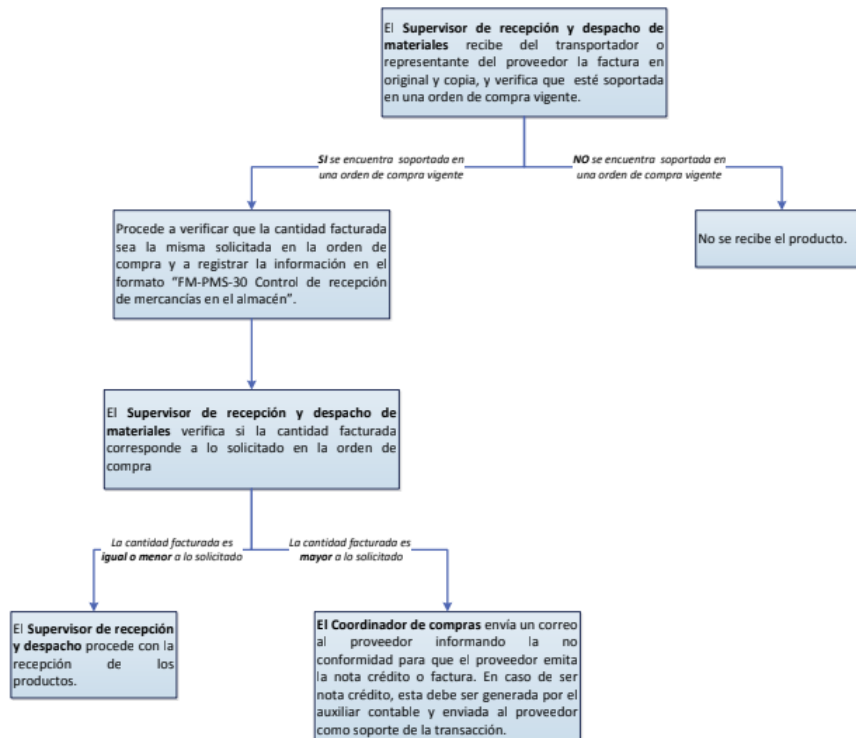 El Supervisor de recepción y despacho de
materiales recibe del transportador o
representante del proveedor la factura en
original y copia, y verifica que esté soportada
en una orden de compra vigente.
SI se encuentra soportada en
una orden de compra vigente
NO se encuentra soportada en
una orden de compra vigente
Procede a verificar que la cantidad facturada
sea la misma solicitada en la orden de
compra y a registrar la información en el
formato “FM-PMS-30 Control de recepción
de mercancías en el almacén”.
No se recibe el producto.
El Supervisor de recepción y despacho de
materiales verifica si la cantidad facturada
corresponde a lo solicitado en la orden de
compra
La cantidad facturada es
igual o menor a lo solicitado
La cantidad facturada es
mayor a lo solicitado
El Supervisor de recepción
y despacho procede con la
recepción de los
productos.
El Coordinador de compras envía un correo
al proveedor informando la no
conformidad para que el proveedor emita
la nota crédito o factura. En caso de ser
nota crédito, esta debe ser generada por el
auxiliar contable y enviada al proveedor
como soporte de la transacción.